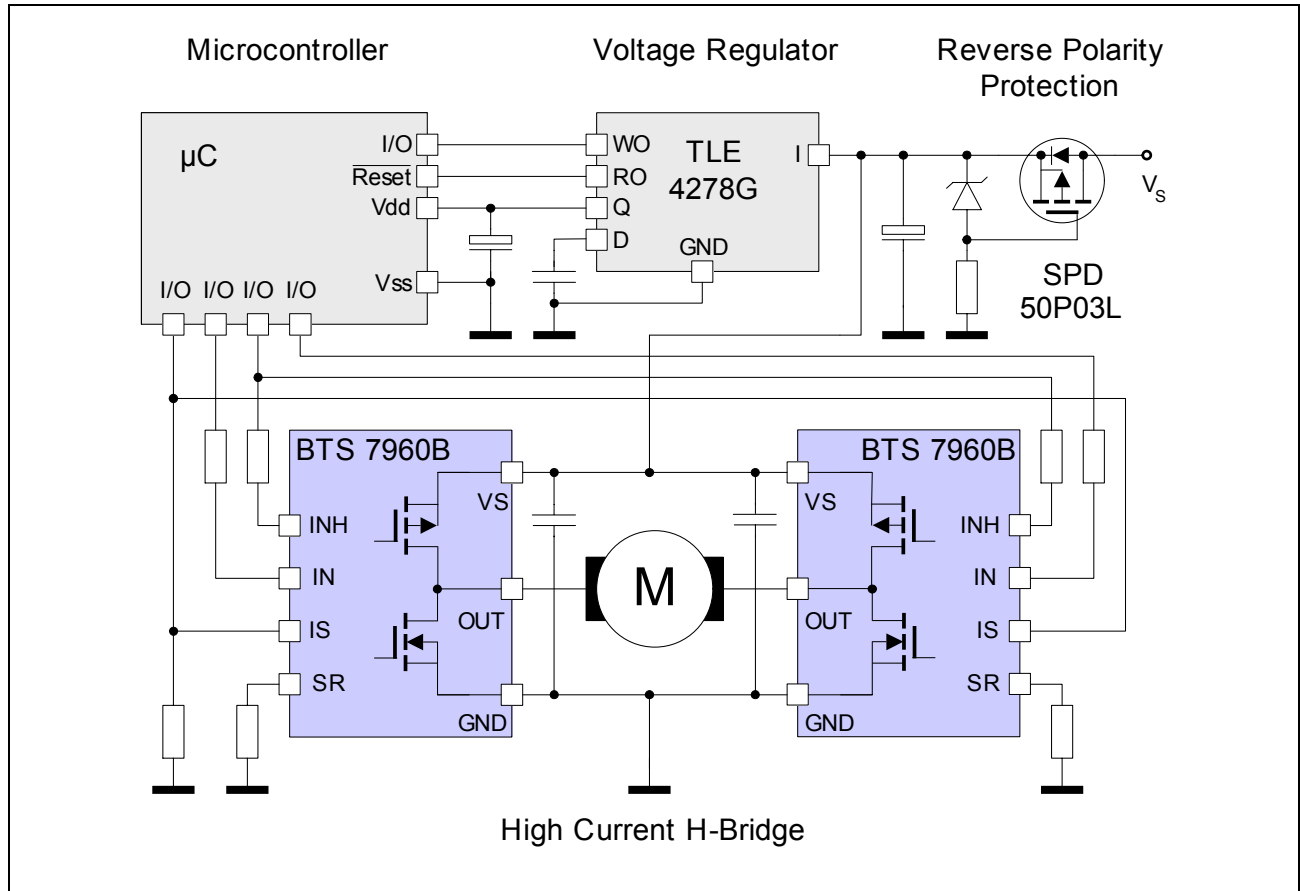 Microcontroller
Voltage Regulator
Reverse Polarity
Protection
µC
I/O
Reset
Vdd
Vss
I/O I/O I/O I/O
WO
RO
Q
D
TLE
4278G
I
GND
V_S
SPD
50P03L
BTS 7960B
VS
INH
IN
OUT
IS
SR
GND
M
BTS 7960B
VS
INH
IN
OUT
IS
SR
GND
High Current H-Bridge